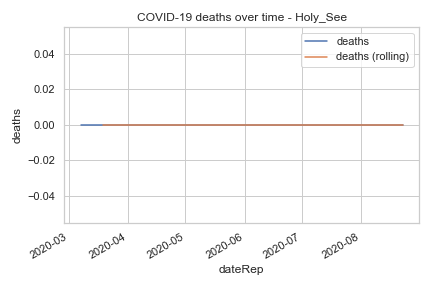 COVID-19 deaths over time - Holy_See
deaths
deaths (rolling)
0.04
0.02
0.00
−0.02
−0.04
deaths
2020-03
2020-04
2020-05
2020-06
2020-07
2020-08
dateRep